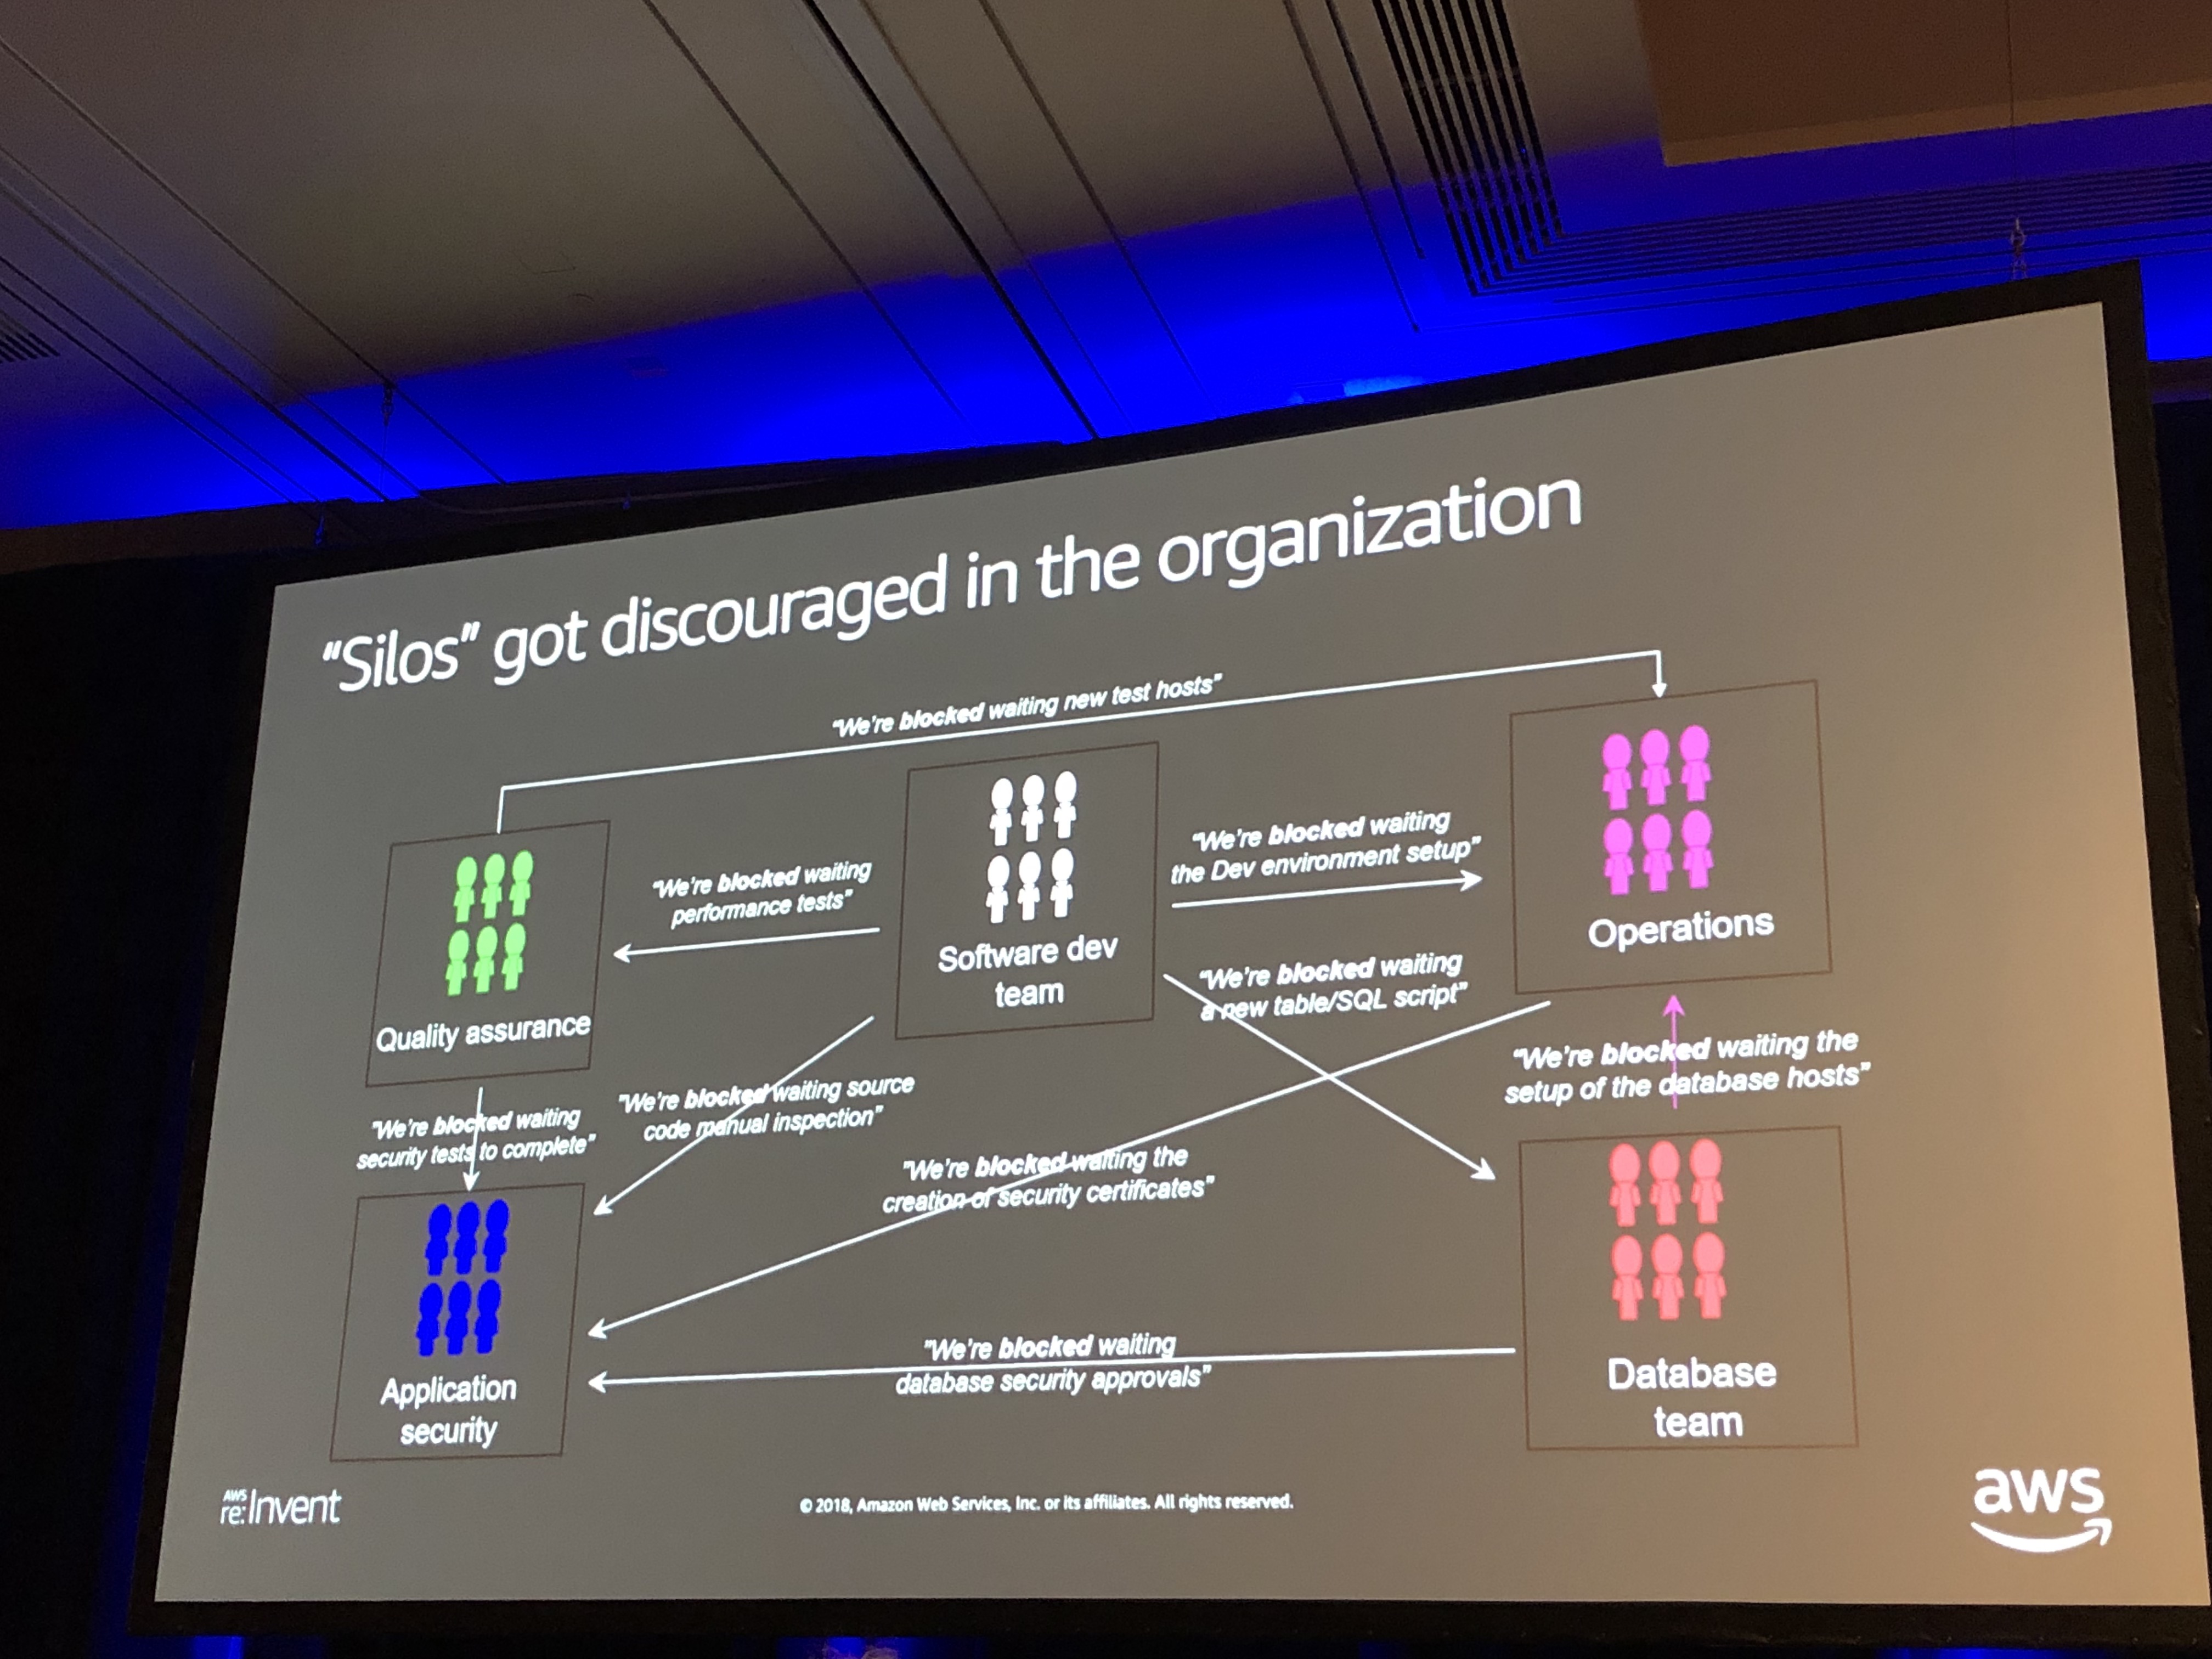 “Silos” got discouraged in the organization
“We’re blocked waiting new test hosts”
“We’re blocked waiting
performance tests”
“We’re blocked waiting
the Dev environment setup”
Software dev
team
Operations
Quality assurance
“We’re blocked waiting
a new table/SQL script”
“We’re blocked waiting the
setup of the database hosts”
“We’re blocked waiting
security tests to complete”
“We’re blocked waiting source
code manual inspection”
“We’re blocked waiting the
creation of security certificates”
“We’re blocked waiting
database security approvals”
Application
security
Database
team
AWS
re:Invent
© 2018, Amazon Web Services, Inc. or its affiliates. All rights reserved.
aws